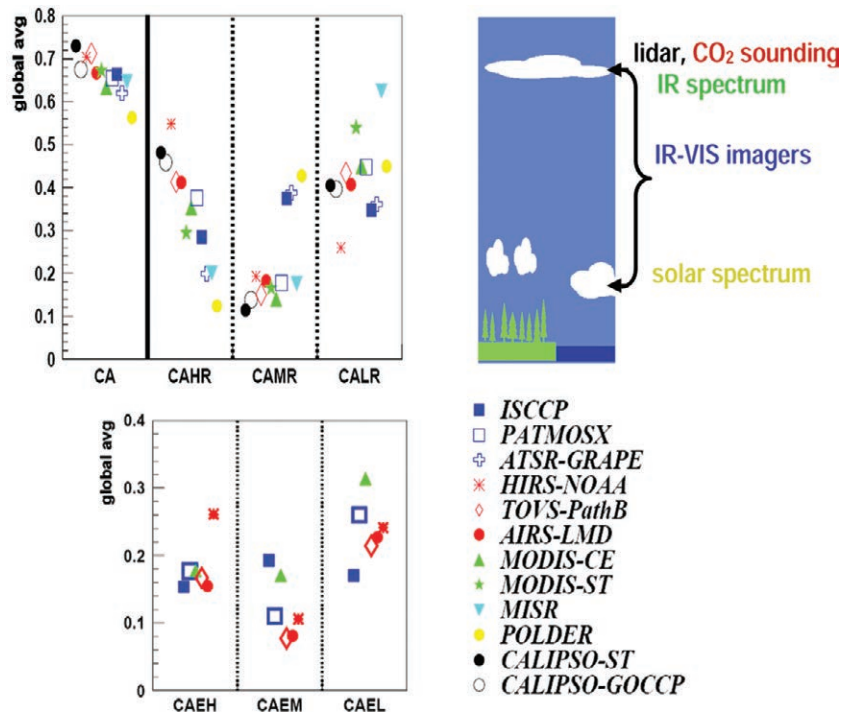 global avg
0.8
0.7
0.6
0.5
0.4
0.3
0.2
0.1
0
CA CAHR CAMR CALR
lidar, CO₂ sounding
IR spectrum
IR-VIS imagers
solar spectrum
global avg
0.4
0.3
0.2
0.1
0
CAEH CAEM CAEL
ISCCP
PATMOSX
ATSR-GRAPE
HIRS-NOAA
TOVS-PathB
AIRS-LMD
MODIS-CE
MODIS-ST
MISR
POLDER
CALIPSO-ST
CALIPSO-GOCCP